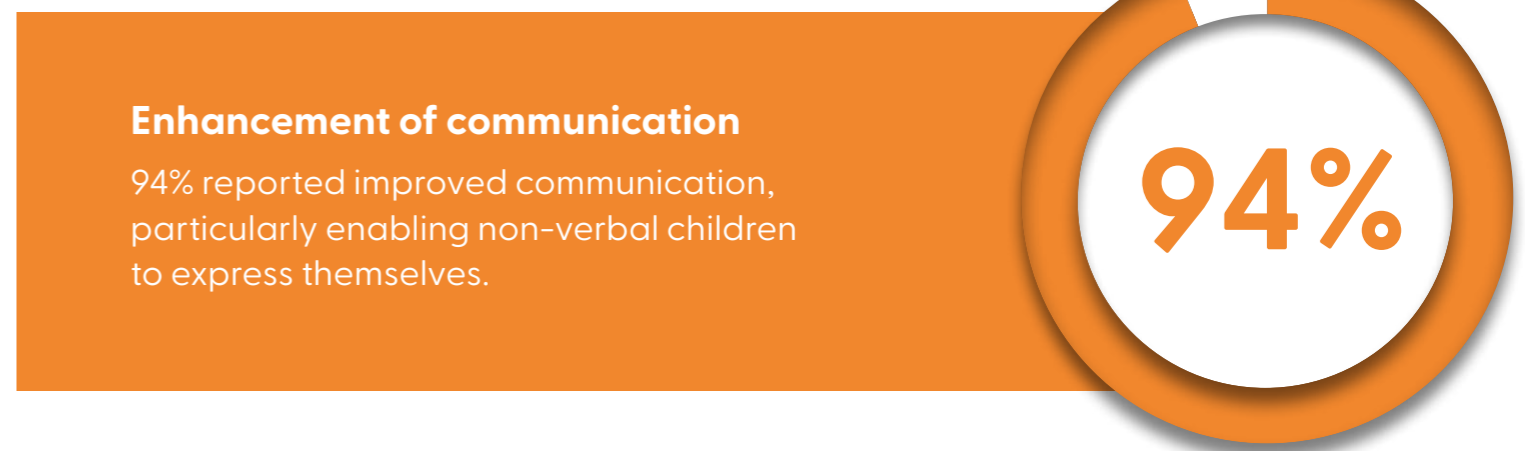 Enhancement of communication
94% reported improved communication,
particularly enabling non-verbal children
to express themselves.
94%